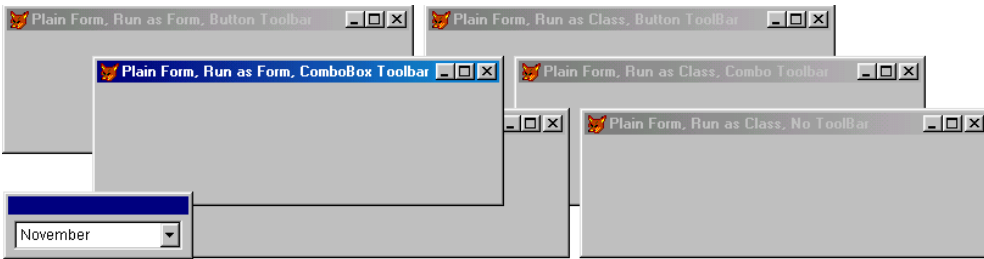 Plain Form, Run as Form, Button Toolbar
Plain Form, Run as Class, Button ToolBar
Plain Form, Run as Form, ComboBox Toolbar
Plain Form, Run as Class, Combo Toolbar
Plain Form, Run as Class, No ToolBar
November